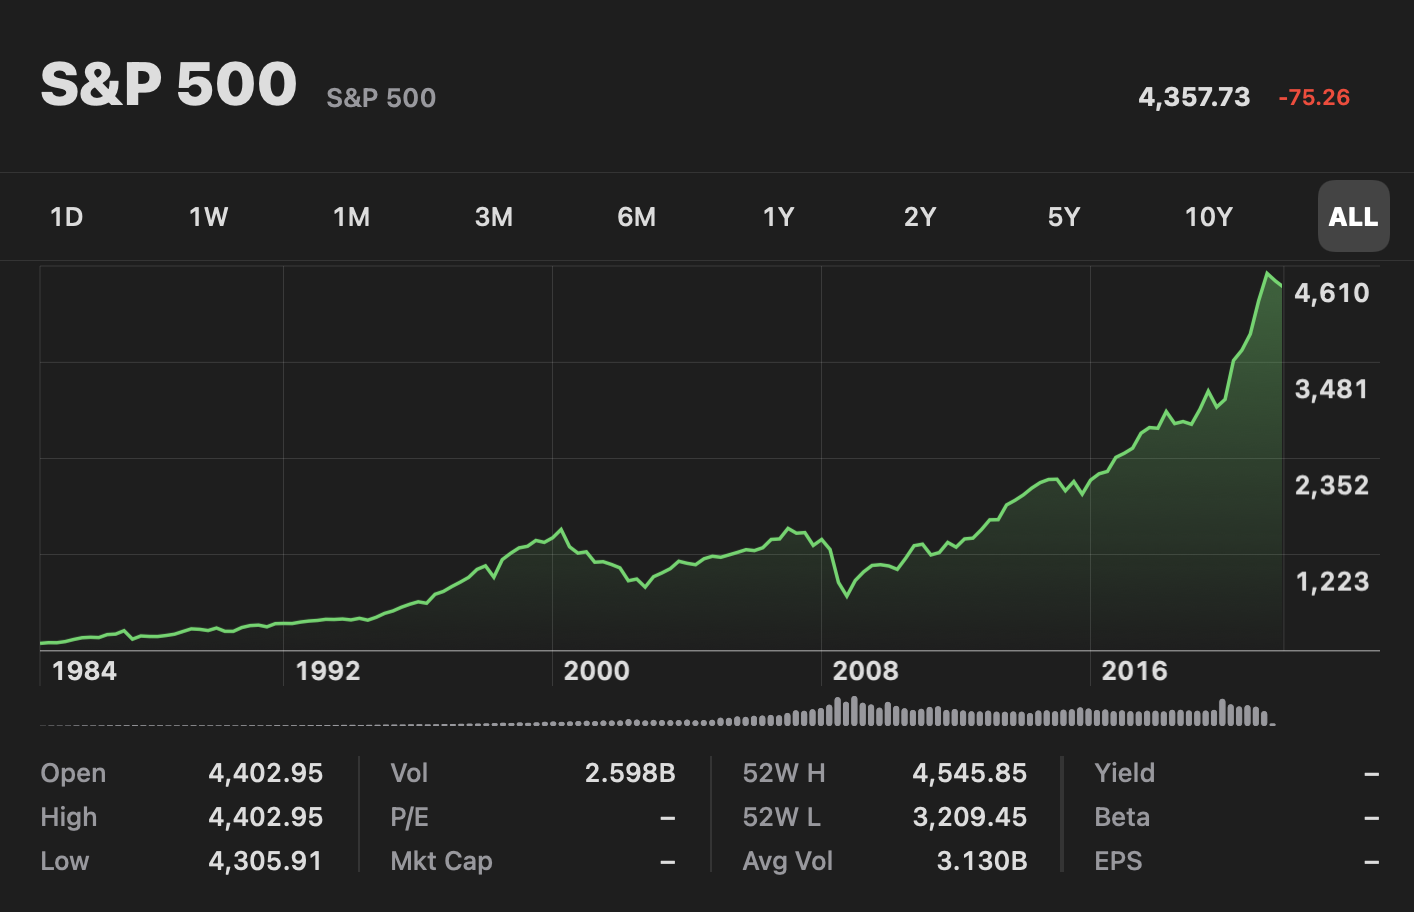 S&P 500 S&P 500 4,357.73 -75.26
1D 1W 1M 3M 6M 1Y 2Y 5Y 10Y ALL
4,610
3,481
2,352
1,223
1984 1992 2000 2008 2016
Open 4,402.95 Vol 2.598B 52W H 4,545.85 Yield –
High 4,402.95 P/E – 52W L 3,209.45 Beta –
Low 4,305.91 Mkt Cap – Avg Vol 3.130B EPS –